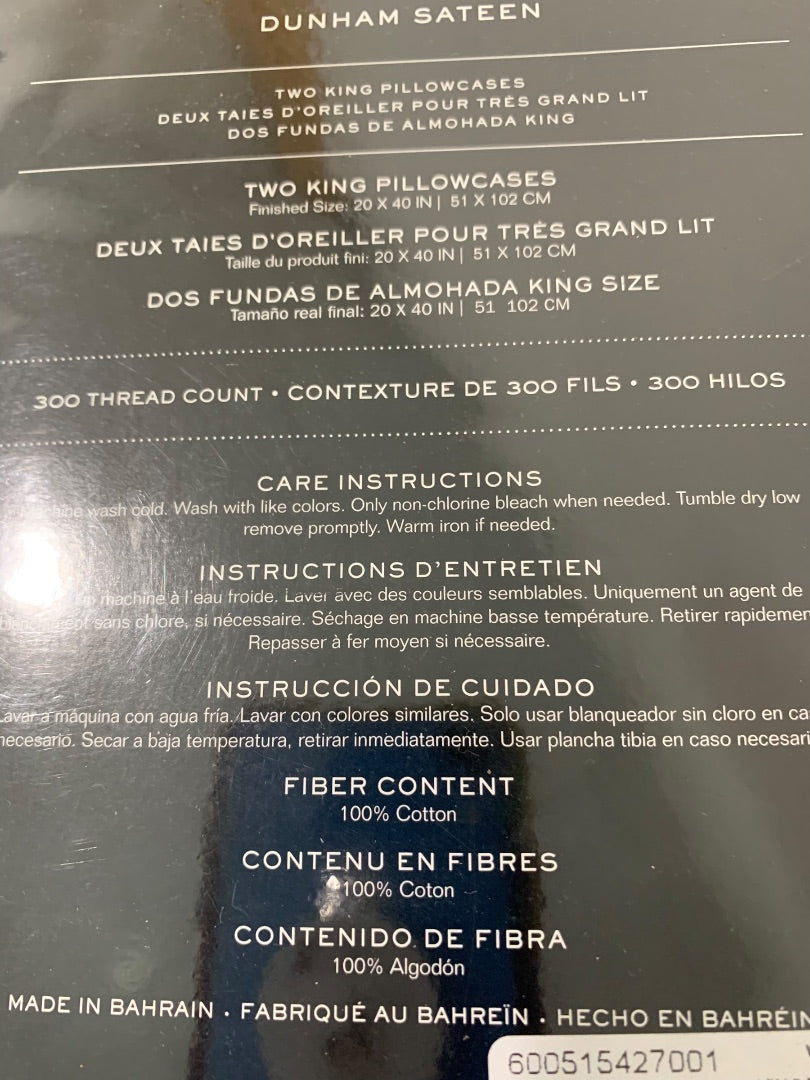 DUNHAM SATEEN
TWO KING PILLOWCASES
DEUX TAIES D'OREILLER POUR TRÈS GRAND LIT
DOS FUNDAS DE ALMOHADA KING
TWO KING PILLOWCASES
Finished Size: 20 X 40 IN | 51 X 102 CM
DEUX TAIES D'OREILLER POUR TRÈS GRAND LIT
Taille du produit fini: 20 X 40 IN | 51 X 102 CM
DOS FUNDAS DE ALMOHADA KING SIZE
Tamaño real final: 20 X 40 IN | 51 102 CM
300 THREAD COUNT • CONTEXTURE DE 300 FILS • 300 HILOS
CARE INSTRUCTIONS
Machine wash cold. Wash with like colors. Only non-chlorine bleach when needed. Tumble dry low
remove promptly. Warm iron if needed.
INSTRUCTIONS D'ENTRETIEN
machine à l'eau froide. Laver avec des couleurs semblables. Uniquement un agent de
sans chlore, si nécessaire. Séchage en machine basse température. Retirer rapidemen
Repasser à fer moyen si nécessaire.
INSTRUCCIÓN DE CUIDADO
Lavar a máquina con agua fría. Lavar con colores similares. Solo usar blanqueador sin cloro en ca
necesario. Secar a baja temperatura, retirar inmediatamente. Usar plancha tibia en caso necesari
FIBER CONTENT
100% Cotton
CONTENU EN FIBRES
100% Coton
CONTENIDO DE FIBRA
100% Algodón
MADE IN BAHRAIN • FABRIQUÉ AU BAHREÏN • HECHO EN BAHRÉIN
600515427001